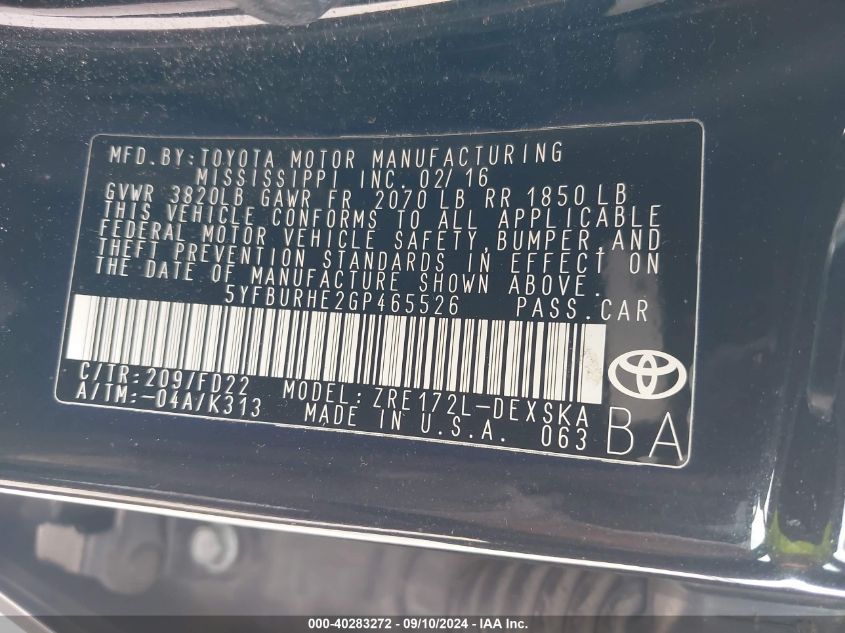 MFD.BY:TOYOTA MOTOR MANUFACTURING
MISSISSIPPI INC. 02/16
GVWR 3820LB GAWR FR 2070 LB RR 1850 LB
THIS VEHICLE CONFORMS TO ALL APPLICABLE
FEDERAL MOTOR VEHICLE SAFETY,BUMPER,AND
THEFT PREVENTION STANDARDS IN EFFECT ON
THE DATE OF MANUFACTURE SHOWN ABOVE.
5YFBURHE2GP465526 PASS.CAR
C/TR:209/FD22 MODEL:ZRE172L-DEXSKA
A/TM:-04A/K313 MADE IN U.S.A. 063
BA
000-40283272 - 09/10/2024 - IAA Inc.